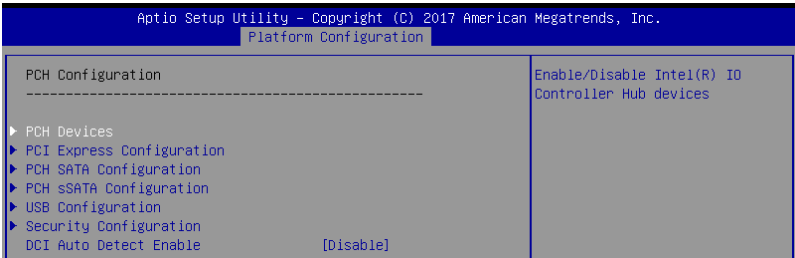 Aptio Setup Utility – Copyright (C) 2017 American Megatrends, Inc.
Platform Configuration
PCH Configuration
--------------------------------------------------
PCH Devices
PCI Express Configuration
PCH SATA Configuration
PCH sSATA Configuration
USB Configuration
Security Configuration
DCI Auto Detect Enable [Disable]
Enable/Disable Intel(R) IO
Controller Hub devices